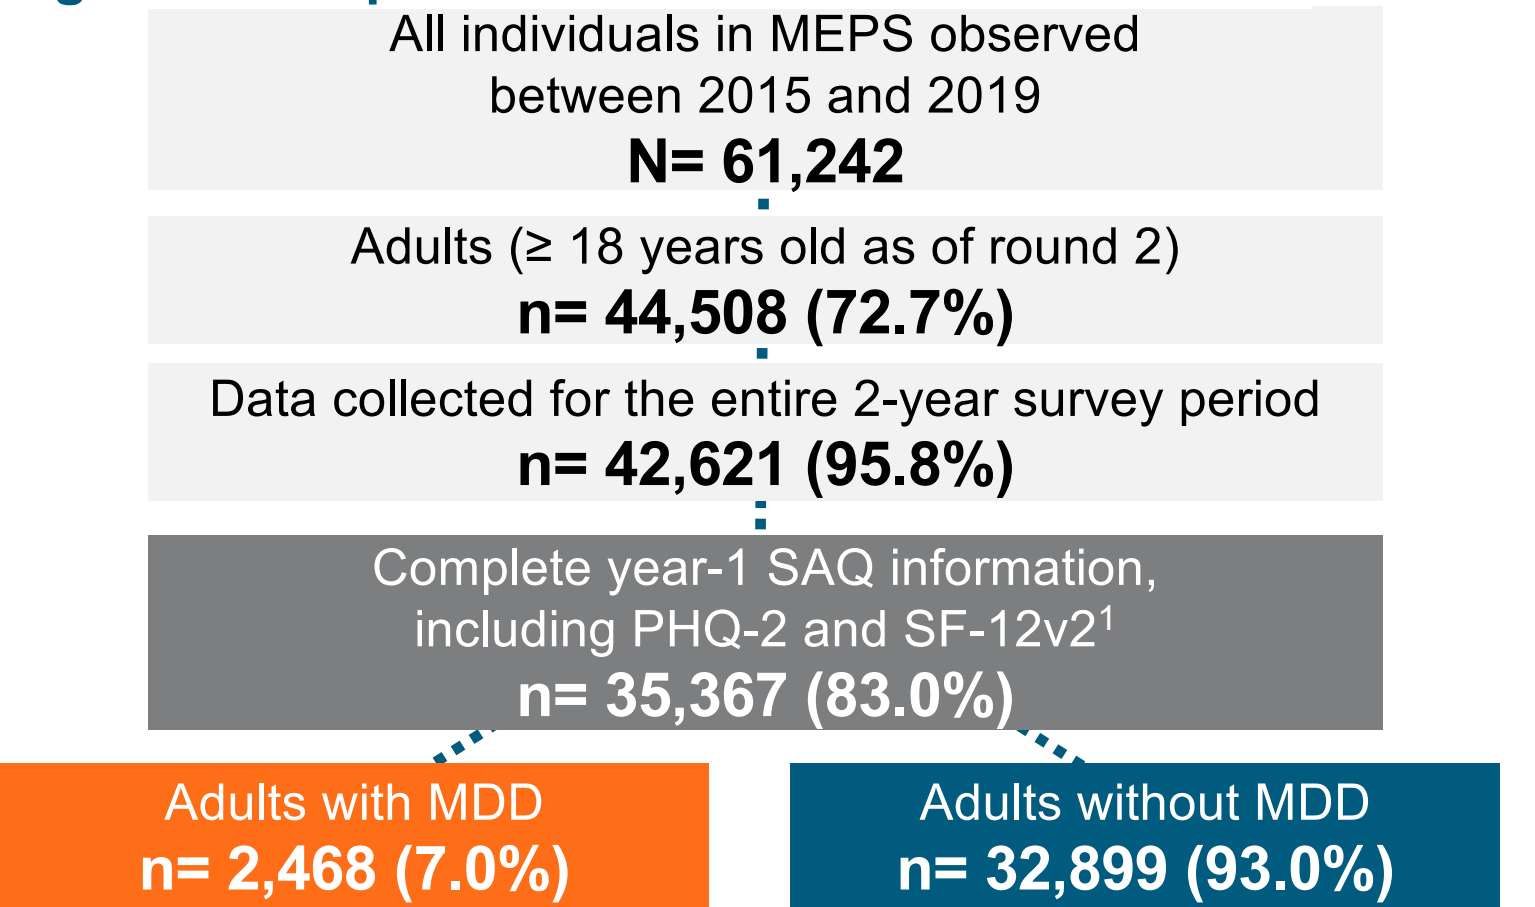 All individuals in MEPS observed
between 2015 and 2019
N= 61,242
Adults (≥ 18 years old as of round 2)
n= 44,508 (72.7%)
Data collected for the entire 2-year survey period
n= 42,621 (95.8%)
Complete year-1 SAQ information,
including PHQ-2 and SF-12v2¹
n= 35,367 (83.0%)
Adults with MDD
n= 2,468 (7.0%)
Adults without MDD
n= 32,899 (93.0%)